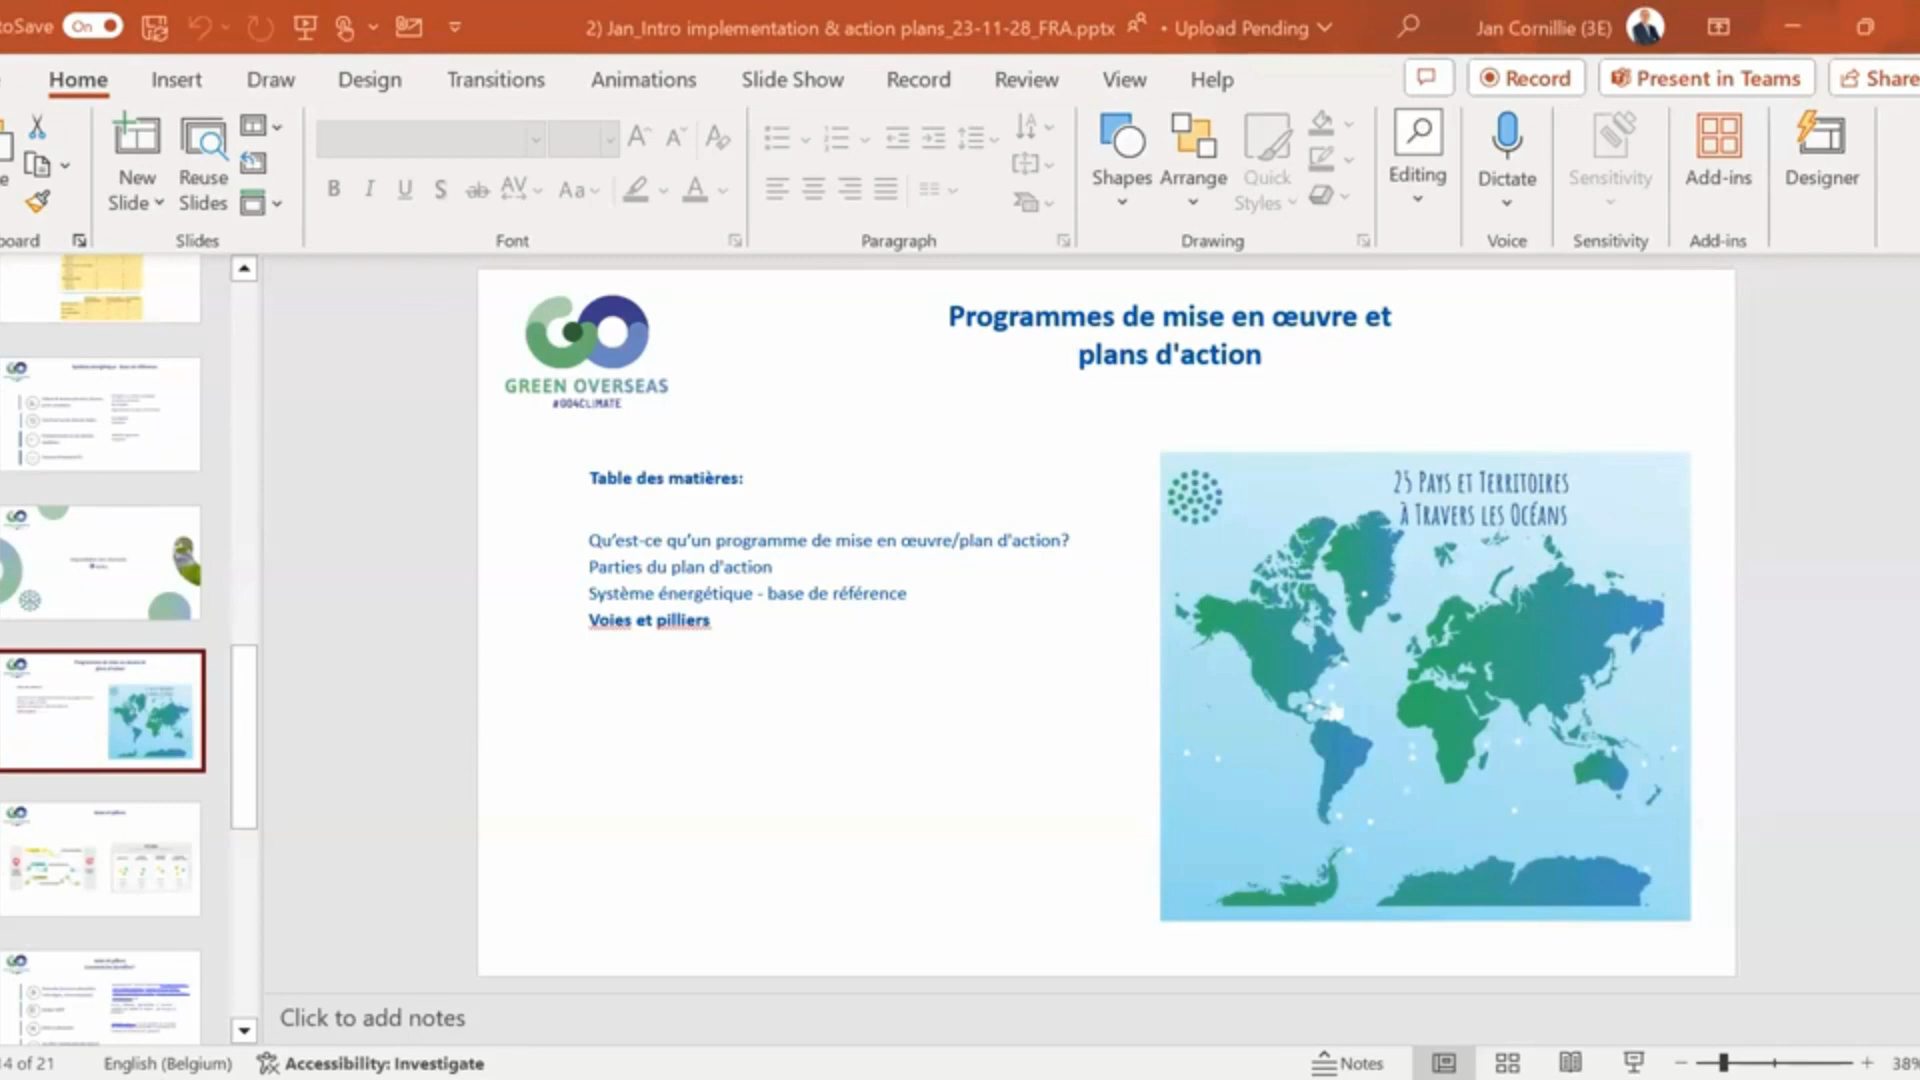 On
2) Jan_Intro implementation & action plans_23-11-28_FRA.pptx
• Upload Pending
Jan Cornillie (3E)
Home
Insert
Draw
Design
Transitions
Animations
Slide Show
Record
Review
View
Help
Record
Present in Teams
Share
New
Slide
Reuse
Slides
Shapes
Arrange
Quick
Styles
Editing
Dictate
Sensitivity
Add-ins
Designer
Slides
Font
Paragraph
Drawing
Voice
Sensitivity
Add-ins
GREEN OVERSEAS
#GO4CLIMATE
Programmes de mise en œuvre et
plans d'action
Table des matières:
Qu'est-ce qu'un programme de mise en œuvre/plan d'action?
Parties du plan d'action
Système énergétique - base de référence
Voies et pilliers
25 Pays et Territoires
à Travers les Océans
Click to add notes
14 of 21
English (Belgium)
Accessibility: Investigate
Notes
38%